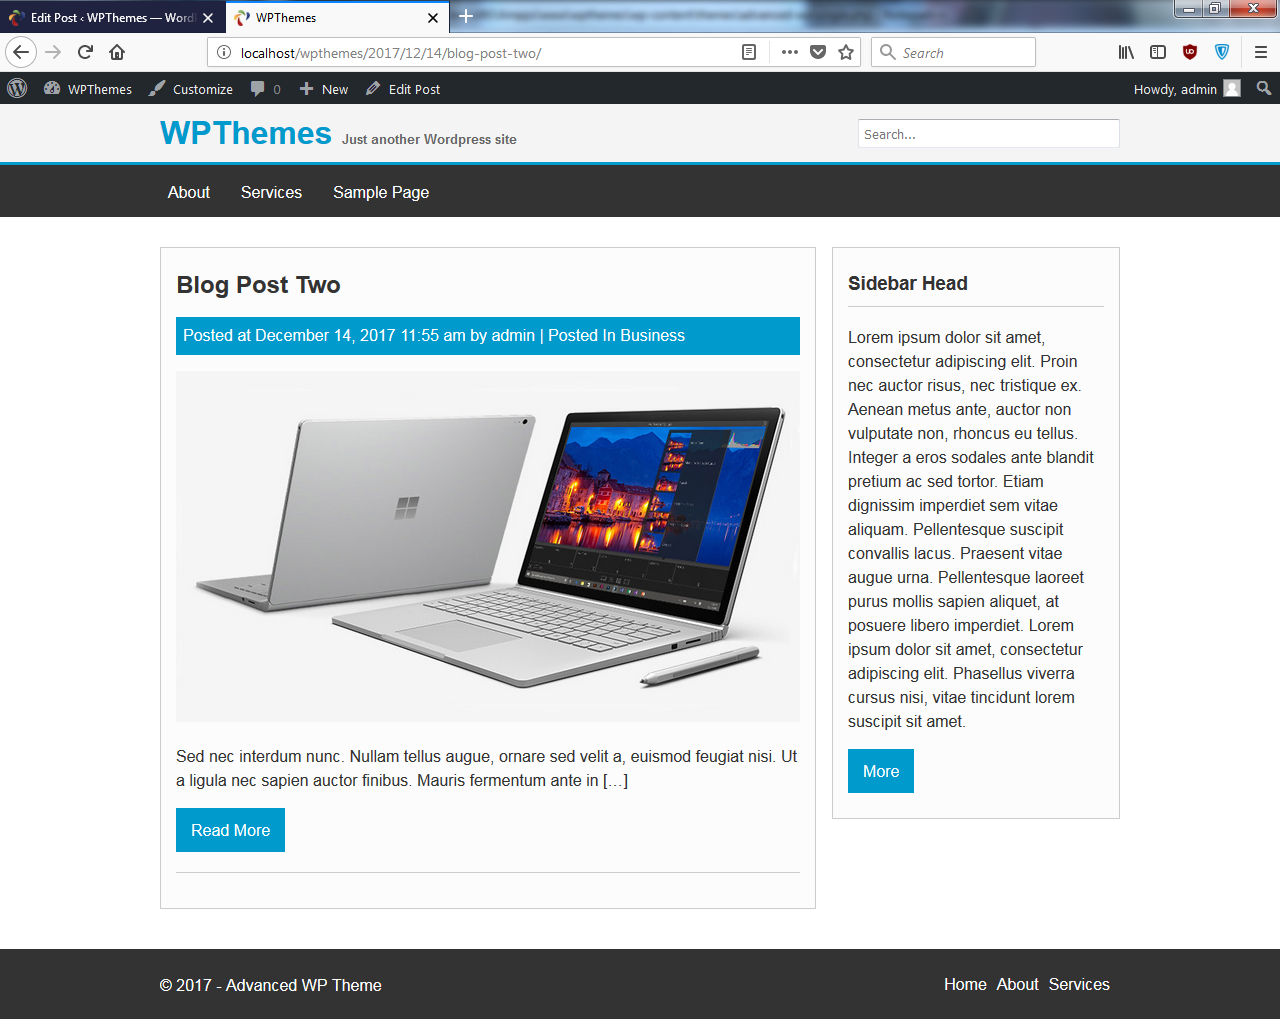 Edit Post ‹ WPThemes — Word
WPThemes
localhost/wpthemes/2017/12/14/blog-post-two/
Search
WPThemes
Customize
0
New
Edit Post
Howdy, admin
WPThemes
Just another Wordpress site
Search...
About
Services
Sample Page
Blog Post Two
Posted at December 14, 2017 11:55 am by admin | Posted In Business
Sed nec interdum nunc. Nullam tellus augue, ornare sed velit a, euismod feugiat nisi. Ut
a ligula nec sapien auctor finibus. Mauris fermentum ante in […]
Read More
Sidebar Head
Lorem ipsum dolor sit amet,
consectetur adipiscing elit. Proin
nec auctor risus, nec tristique ex.
Aenean metus ante, auctor non
vulputate non, rhoncus eu tellus.
Integer a eros sodales ante blandit
pretium ac sed tortor. Etiam
dignissim imperdiet sem vitae
aliquam. Pellentesque suscipit
convallis lacus. Praesent vitae
augue urna. Pellentesque laoreet
purus mollis sapien aliquet, at
posuere libero imperdiet. Lorem
ipsum dolor sit amet, consectetur
adipiscing elit. Phasellus viverra
cursus nisi, vitae tincidunt lorem
suscipit sit amet.
More
© 2017 - Advanced WP Theme
Home
About
Services